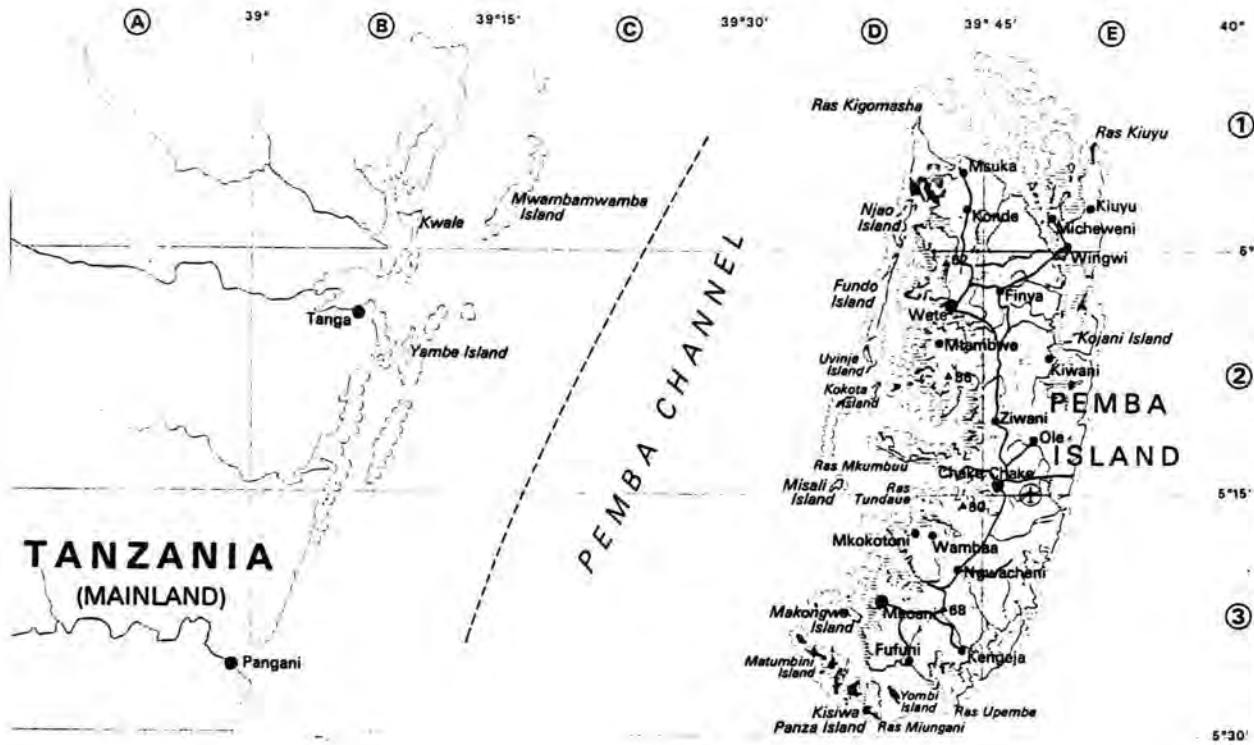 A
39°
B
39°15'
C
39°30'
D
39°45'
E
40°
Ras Kigomasha
1
Ras Kiuyu
Msuka
Mwambamwamba
Island
Kwale
Njao
Island
Konde
Kiuyu
Micheweni
Wingwi
5°
Fundo
Island
Finya
Tanga
Wete
Yambe Island
Mtambwe
Kojani Island
Uvinje
Island
Kiwani
2
Kokota
Island
PEMBA CHANNEL
PEMBA
ISLAND
Ziwani
Ole
Ras Mkumbuu
Chake Chake
Misali
Island
Ras
Tundaue
5°15'
TANZANIA
(MAINLAND)
Mkokotoni
Wambaa
Ngwacheni
Makongwe
Island
Mkoani
68
3
Pangani
Fufuni
Kengeja
Matumbini
Island
Yombi
Island
Kisiwa
Panza Island
Ras Miungani
Ras Upembe
5°30'